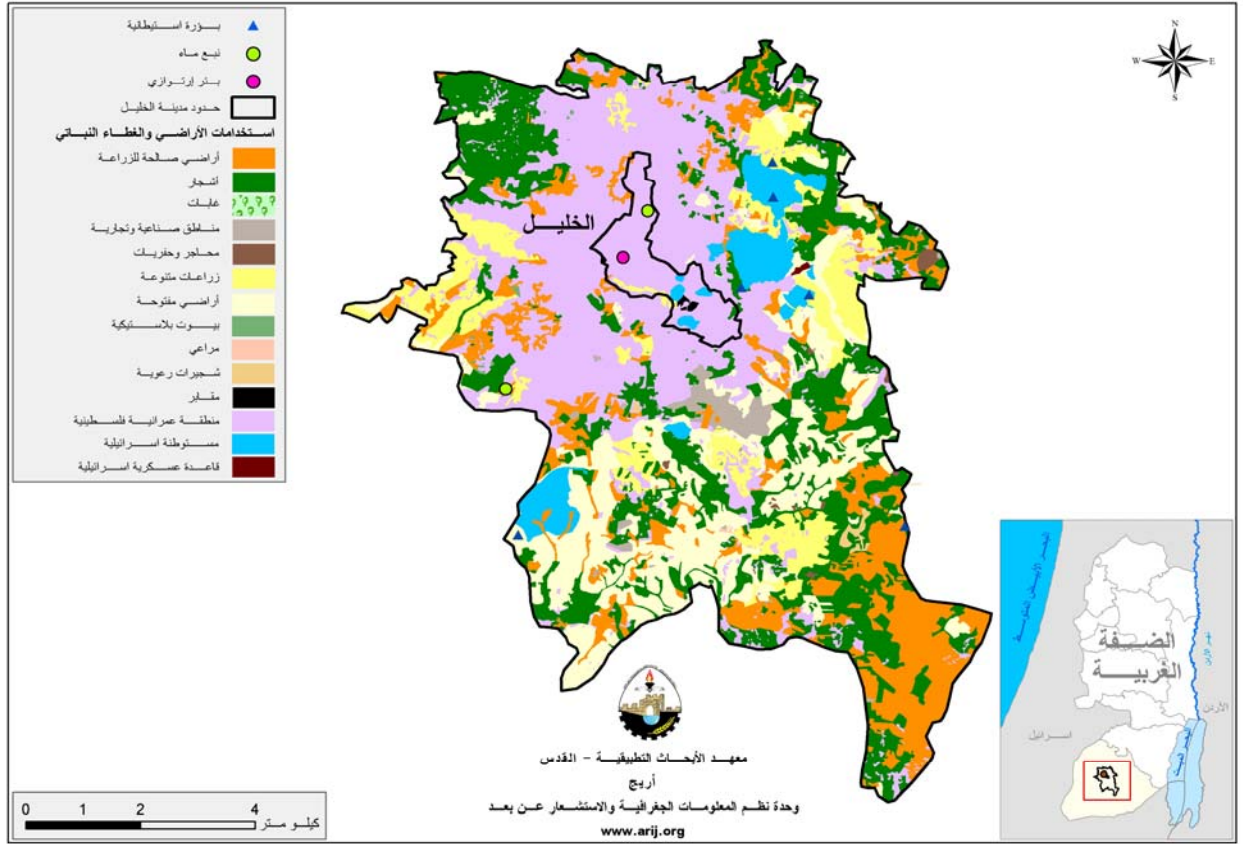 بؤرة استيطانية
نبع ماء
بئر إرتوازي
حدود مدينة الخليل
استخدامات الأراضي والغطاء النباتي
أراضي صالحة للزراعة
أشجار
غابات
مناطق صناعية وتجارية
محاجر وحفريات
زراعات متنوعة
أراضي مفتوحة
بيوت بلاستيكية
مراعي
شجيرات رعوية
مقابر
منطقة عمرانية فلسطينية
مستوطنة اسرائيلية
قاعدة عسكرية اسرائيلية
N
W E
S
الخليل
البحر الأبيض المتوسط
نهر الأردن
الضفة
الغربية
الأردن
اسرائيل
البحر الميت
معهد الأبحاث التطبيقية – القدس
أريج
وحدة نظم المعلومات الجغرافية والاستشعار عن بعد
www.arij.org
0 1 2 4
كيلو متر